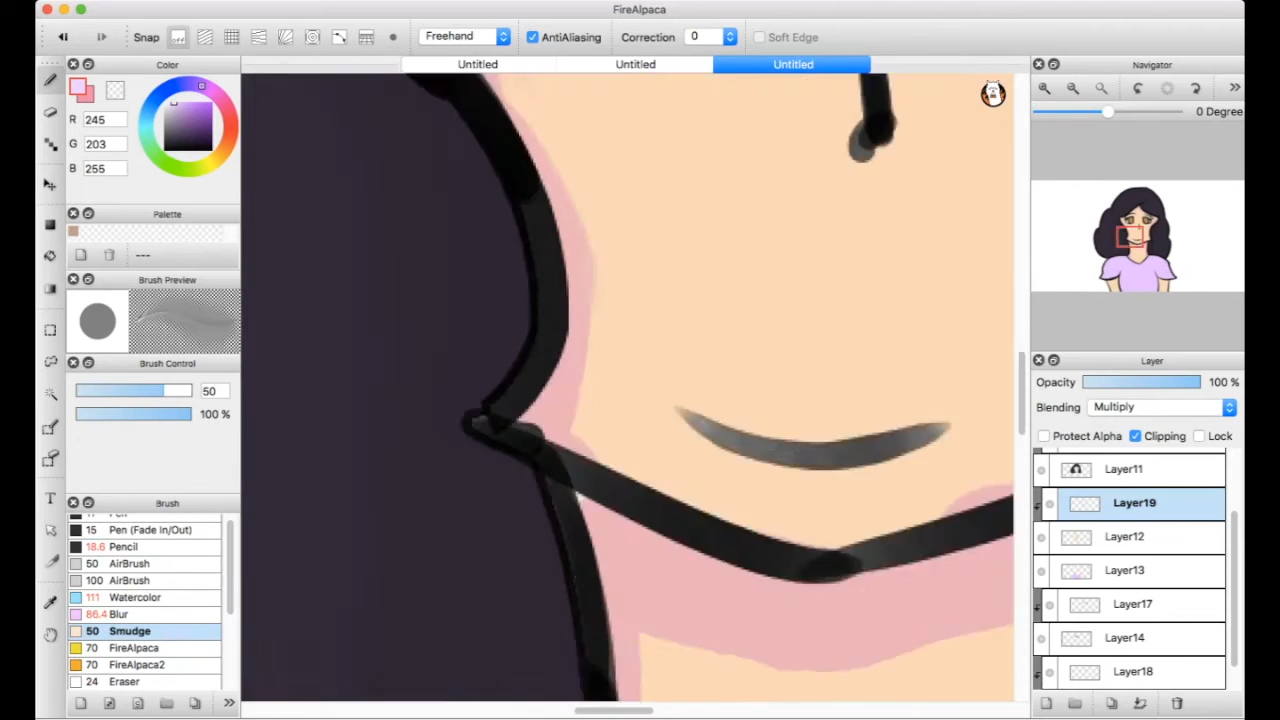 FireAlpaca
Snap Freehand AntiAliasing Correction 0 Soft Edge
Color Untitled Untitled Untitled Navigator
R 245
G 203
B 255
0 Degree
Palette
---
Brush Preview
Brush Control
50
100 %
Brush
15 Pen (Fade In/Out)
18.6 Pencil
50 AirBrush
100 AirBrush
111 Watercolor
86.4 Blur
50 Smudge
70 FireAlpaca
70 FireAlpaca2
24 Eraser
Layer
Opacity 100 %
Blending Multiply
Protect Alpha Clipping Lock
Layer11
Layer19
Layer12
Layer13
Layer17
Layer14
Layer18